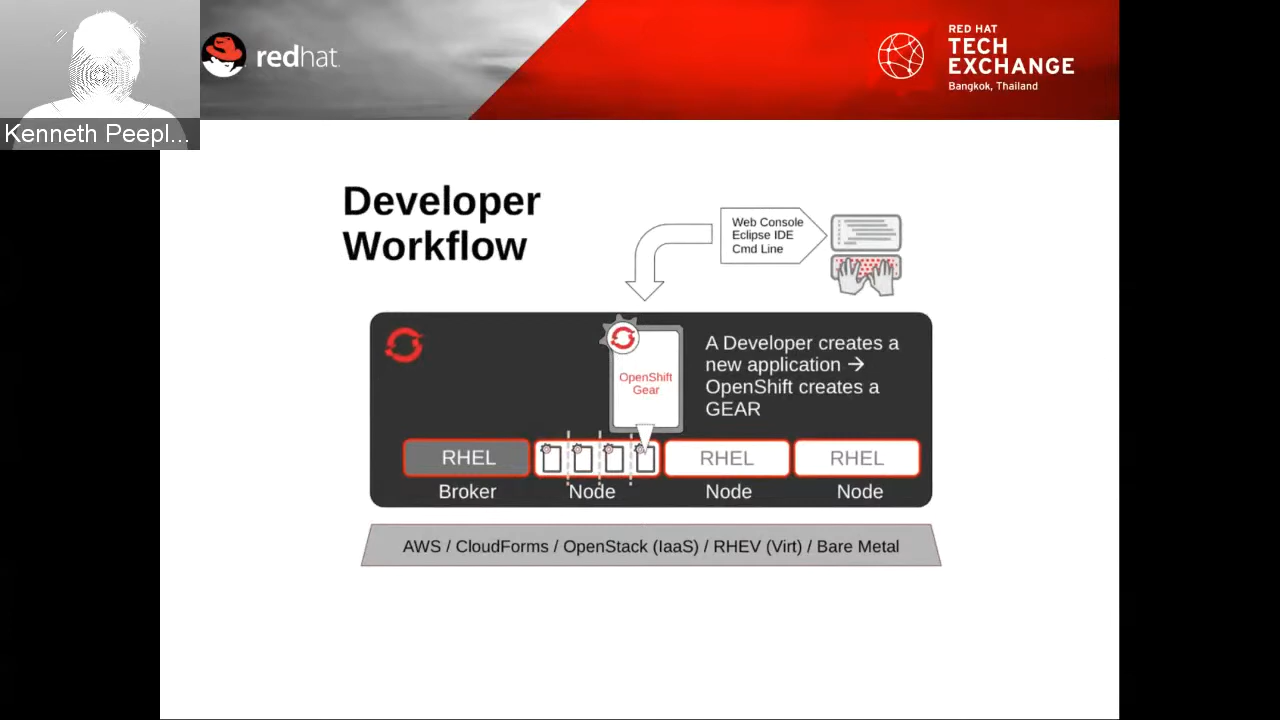 redhat.
RED HAT
TECH
EXCHANGE
Bangkok, Thailand
Kenneth Peepl...
Developer
Workflow
Web Console
Eclipse IDE
Cmd Line
OpenShift
Gear
A Developer creates a
new application →
OpenShift creates a
GEAR
RHEL
RHEL
RHEL
Broker
Node
Node
Node
AWS / CloudForms / OpenStack (IaaS) / RHEV (Virt) / Bare Metal